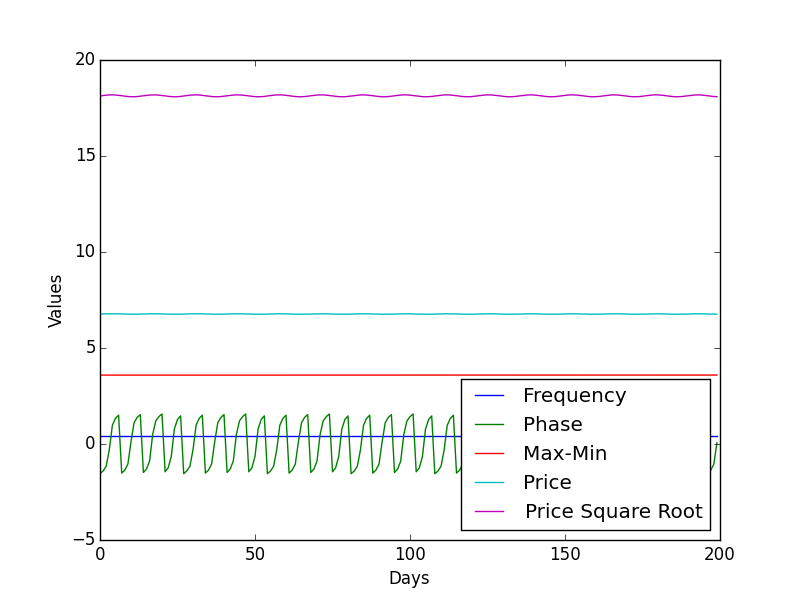 20
15
10
5
0
−5
0
50
100
150
200
Values
Days
Frequency
Phase
Max-Min
Price
Price Square Root